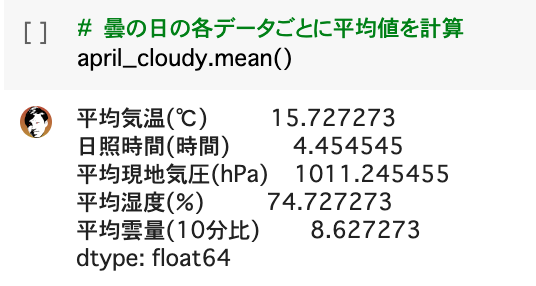 [ ] # 曇の日の各データごとに平均値を計算
april_cloudy.mean()
平均気温(℃) 15.727273
日照時間(時間) 4.454545
平均現地気圧(hPa) 1011.245455
平均湿度(%) 74.727273
平均雲量(10分比) 8.627273
dtype: float64